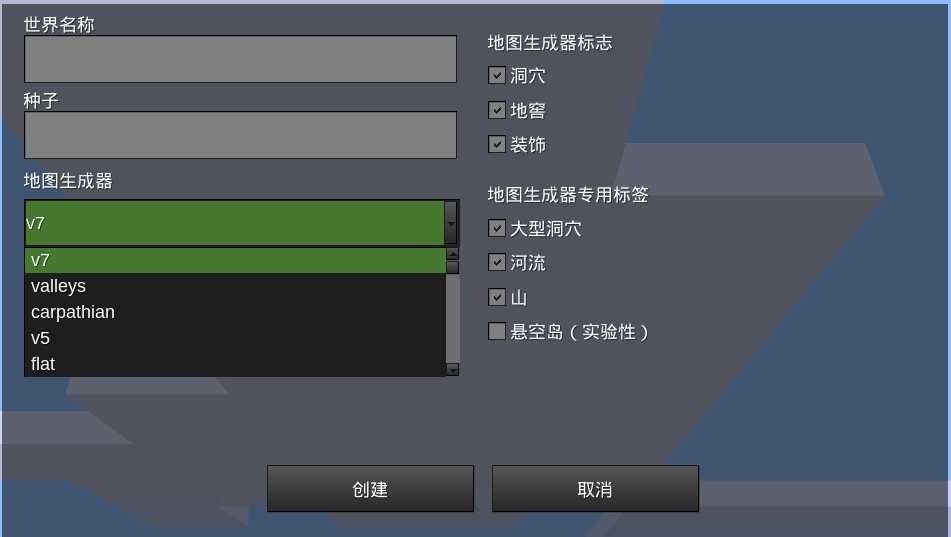 世界名称
种子
地图生成器
v7
v7
valleys
carpathian
v5
flat
地图生成器标志
洞穴
地窖
装饰
地图生成器专用标签
大型洞穴
河流
山
悬空岛（实验性）
创建
取消